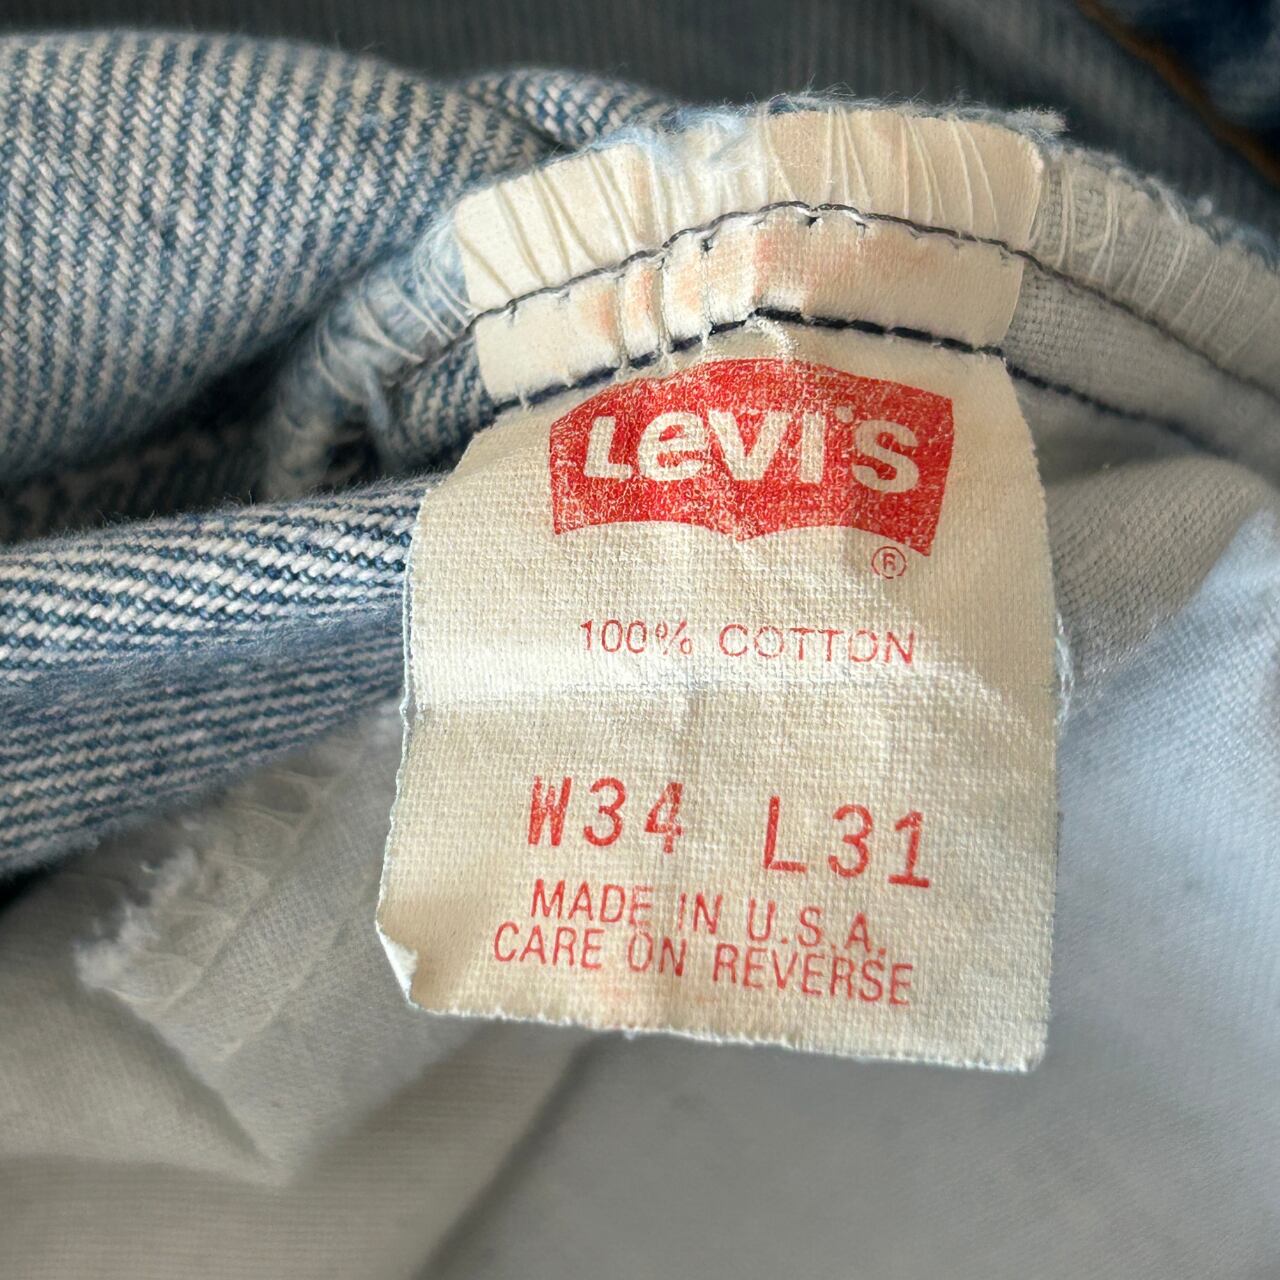 LEVI'S
®
100% COTTON
W34 L31
MADE IN U.S.A.
CARE ON REVERSE